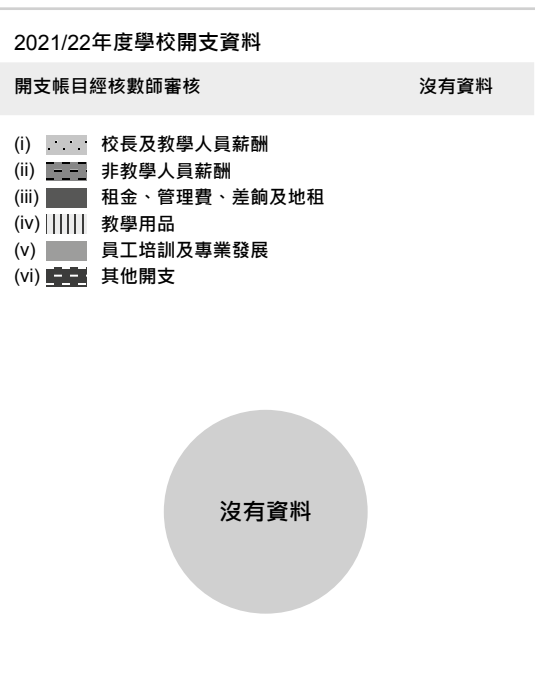 2021/22年度學校開支資料
開支帳目經核數師審核 沒有資料
(i) 校長及教學人員薪酬
(ii) 非教學人員薪酬
(iii) 租金、管理費、差餉及地租
(iv) 教學用品
(v) 員工培訓及專業發展
(vi) 其他開支
沒有資料